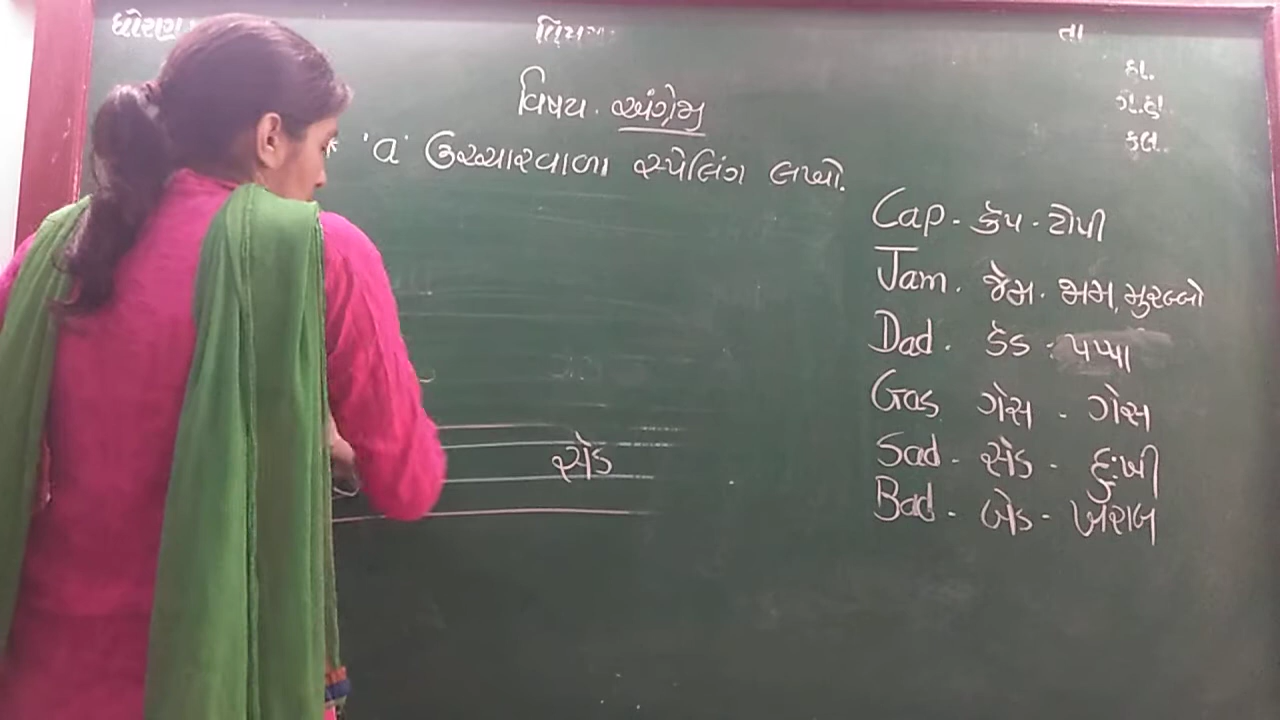 ધોરણ
વિષય
તા
હા.
ગે.હા.
કુલ.
વિષય. અંગ્રેજી
* 'a' ઉચ્ચારવાળા સ્પેલિંગ લખો.
Cap - કૅપ - ટોપી
Jam. જેમ. જામ, મુરબ્બો
Dad. ડેડ - પપ્પા
Gas ગેસ - ગેસ
Sad - સેડ - દુઃખી
Bad - બેડ - ખરાબ
સેડ